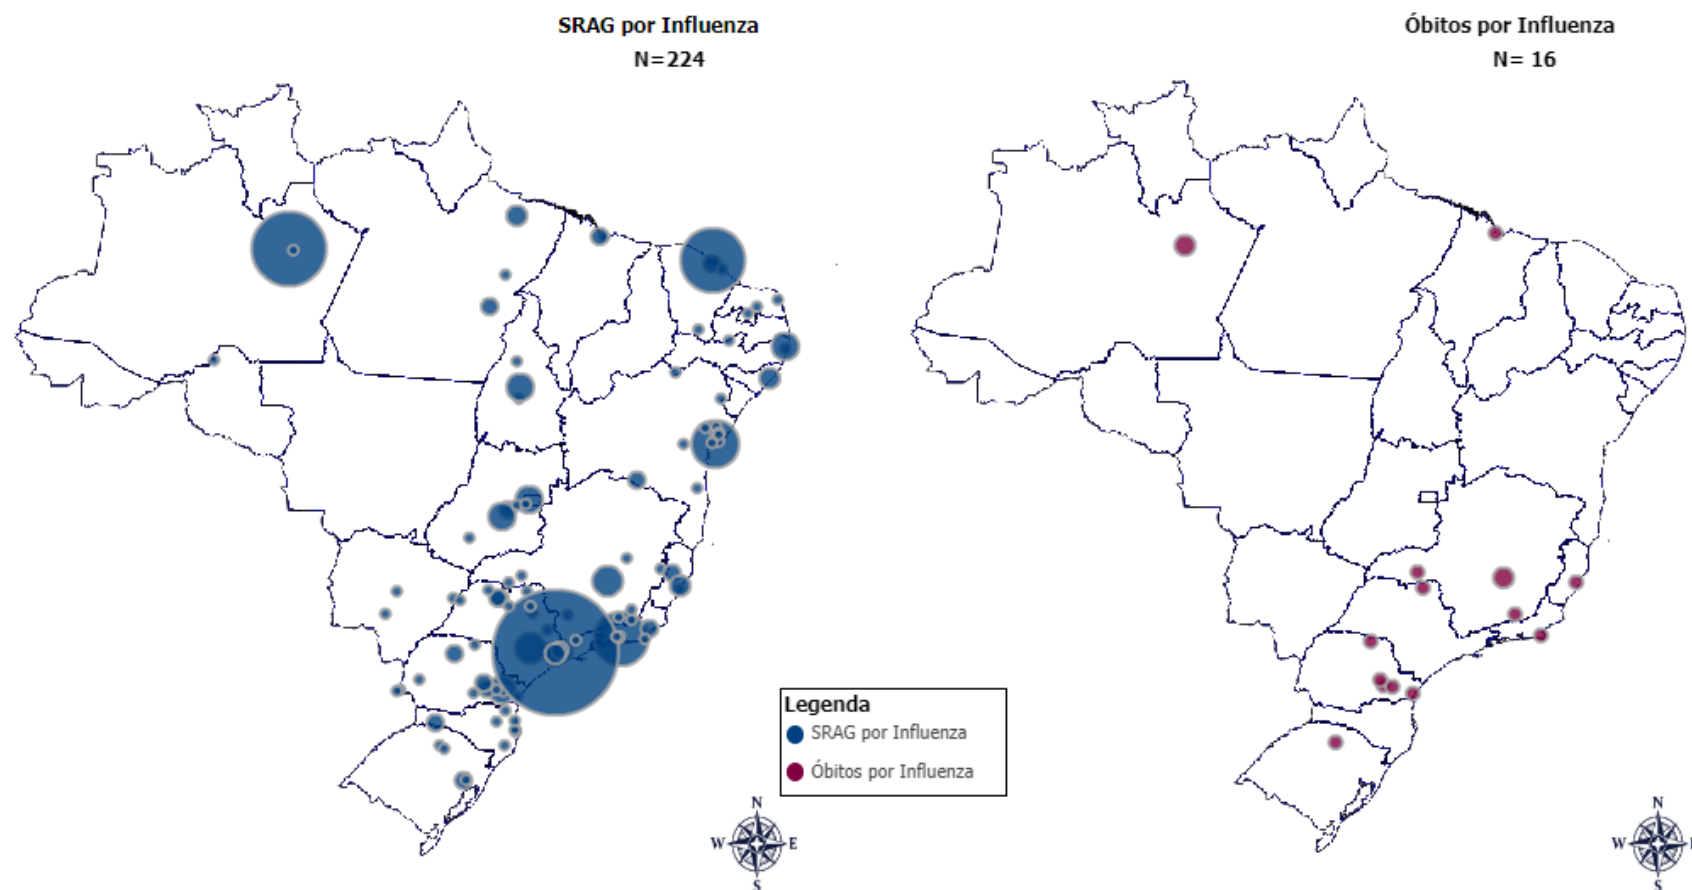 SRAG por Influenza
N=224
Óbitos por Influenza
N= 16
Legenda
SRAG por Influenza
Óbitos por Influenza
N
W E
S
N
W
S